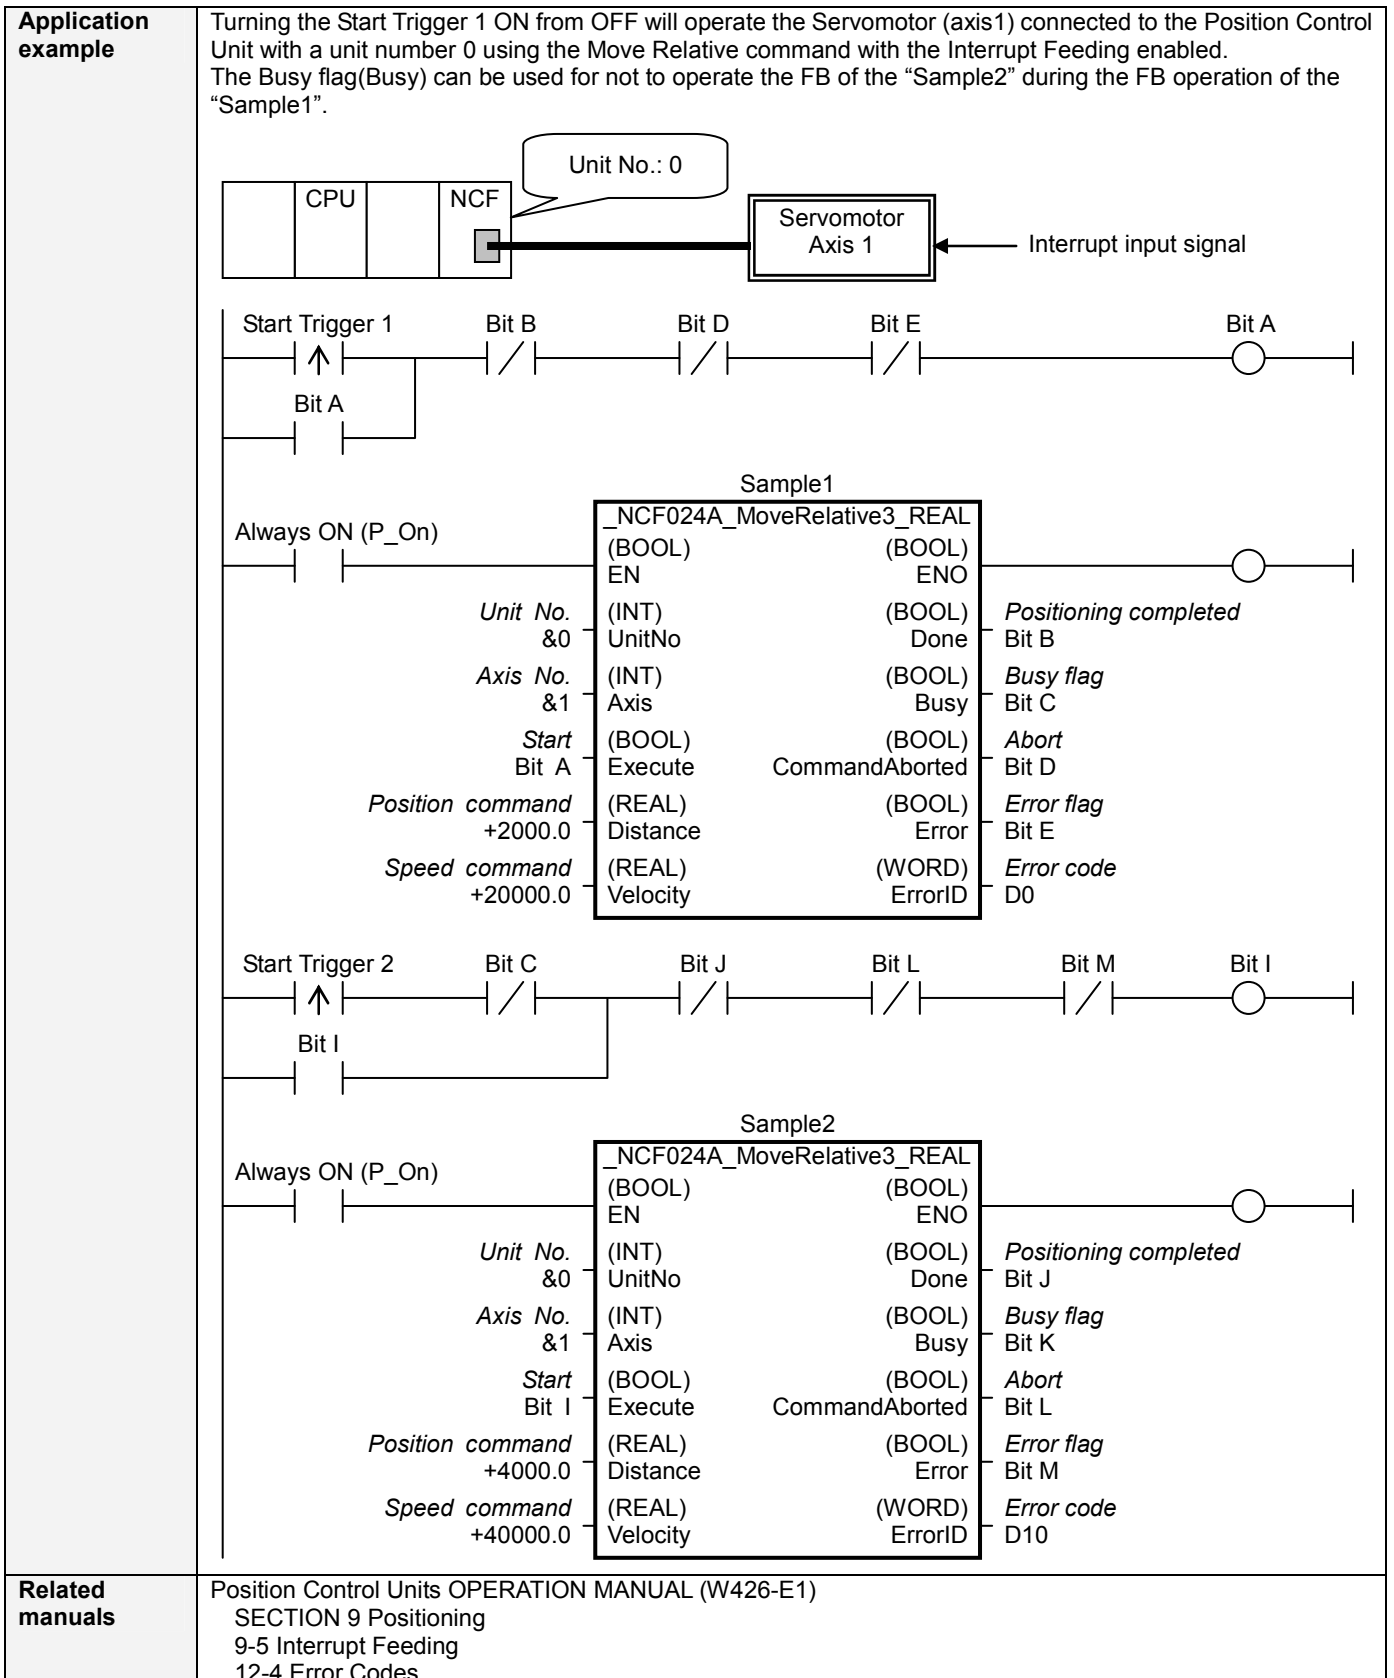 Application
example
Turning the Start Trigger 1 ON from OFF will operate the Servomotor (axis1) connected to the Position Control
Unit with a unit number 0 using the Move Relative command with the Interrupt Feeding enabled.
The Busy flag(Busy) can be used for not to operate the FB of the “Sample2” during the FB operation of the
“Sample1”.
Unit No.: 0
CPU NCF
Servomotor
Axis 1
Interrupt input signal
Start Trigger 1 Bit B Bit D Bit E Bit A
Bit A
Sample1
_NCF024A_MoveRelative3_REAL
Always ON (P_On)
(BOOL) (BOOL)
EN ENO
Unit No. (INT) (BOOL) Positioning completed
&0 UnitNo Done Bit B
Axis No. (INT) (BOOL) Busy flag
&1 Axis Busy Bit C
Start (BOOL) (BOOL) Abort
Bit A Execute CommandAborted Bit D
Position command (REAL) (BOOL) Error flag
+2000.0 Distance Error Bit E
Speed command (REAL) (WORD) Error code
+20000.0 Velocity ErrorID D0
Start Trigger 2 Bit C Bit J Bit L Bit M Bit I
Bit I
Sample2
_NCF024A_MoveRelative3_REAL
Always ON (P_On)
(BOOL) (BOOL)
EN ENO
Unit No. (INT) (BOOL) Positioning completed
&0 UnitNo Done Bit J
Axis No. (INT) (BOOL) Busy flag
&1 Axis Busy Bit K
Start (BOOL) (BOOL) Abort
Bit I Execute CommandAborted Bit L
Position command (REAL) (BOOL) Error flag
+4000.0 Distance Error Bit M
Speed command (REAL) (WORD) Error code
+40000.0 Velocity ErrorID D10
Related
manuals
Position Control Units OPERATION MANUAL (W426-E1)
SECTION 9 Positioning
9-5 Interrupt Feeding
12-4 Error Codes